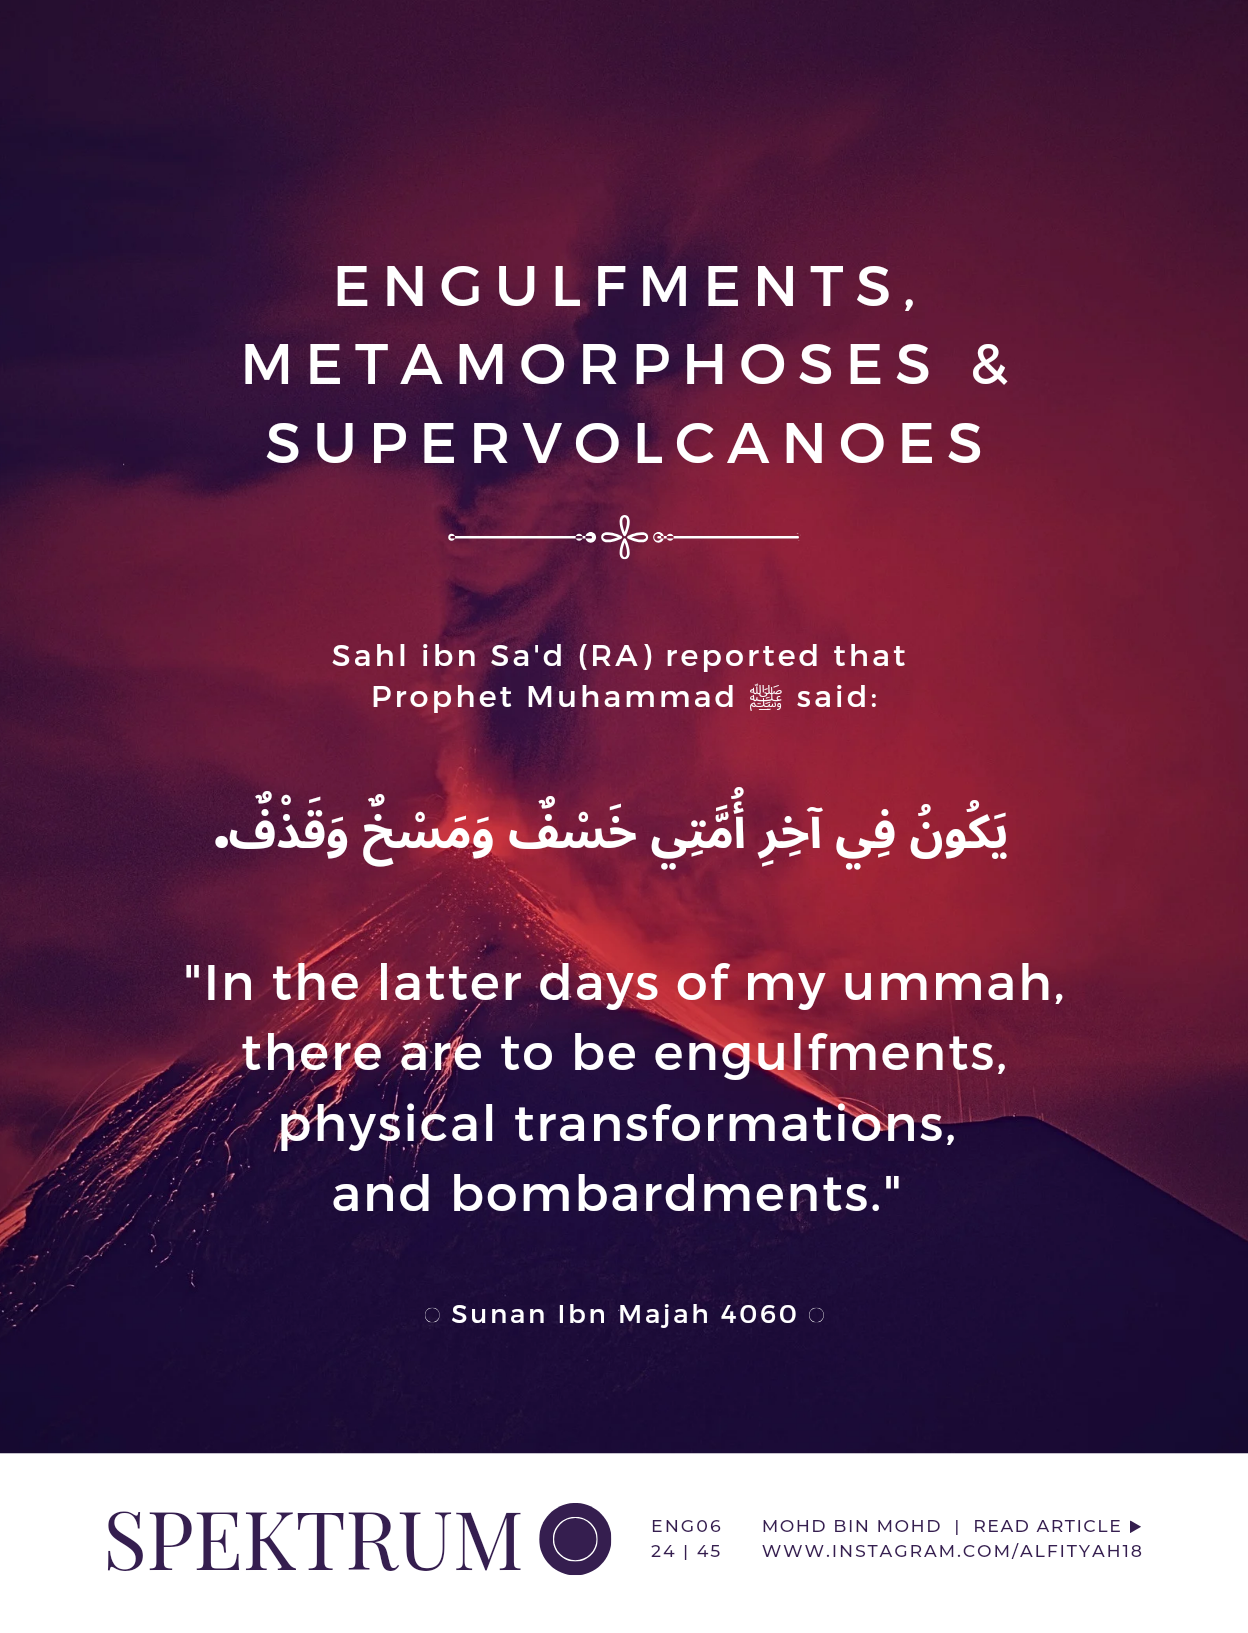 ENGULFMENTS,
METAMORPHOSES &
SUPERVOLCANOES
Sahl ibn Sa'd (RA) reported that
Prophet Muhammad ﷺ said:
يَكُونُ فِي آخِرِ أُمَّتِي خَسْفٌ وَمَسْخٌ وَقَذْفٌ.
"In the latter days of my ummah,
there are to be engulfments,
physical transformations,
and bombardments."
Sunan Ibn Majah 4060
SPEKTRUM
ENG06
24 | 45
MOHD BIN MOHD | READ ARTICLE ▶
WWW.INSTAGRAM.COM/ALFITYAH18